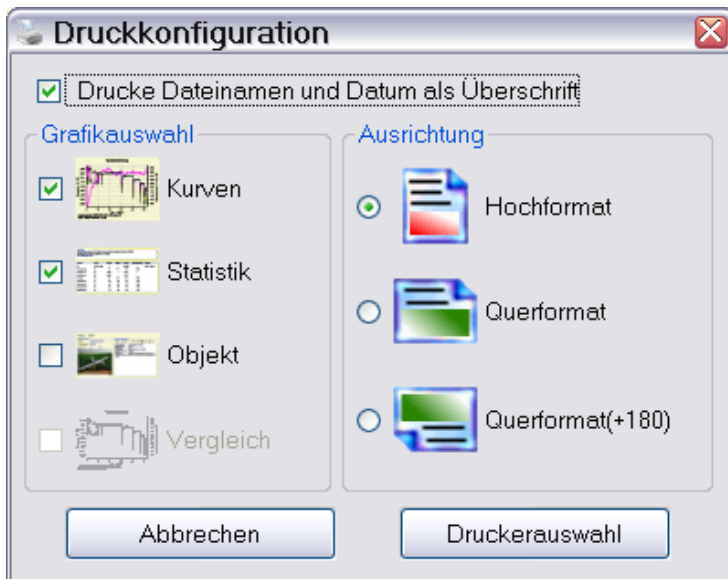 Druckkonfiguration
Drucke Dateinamen und Datum als Überschrift
Grafikauswahl
Kurven
Statistik
Objekt
Vergleich
Ausrichtung
Hochformat
Querformat
Querformat(+180)
Abbrechen
Druckerauswahl